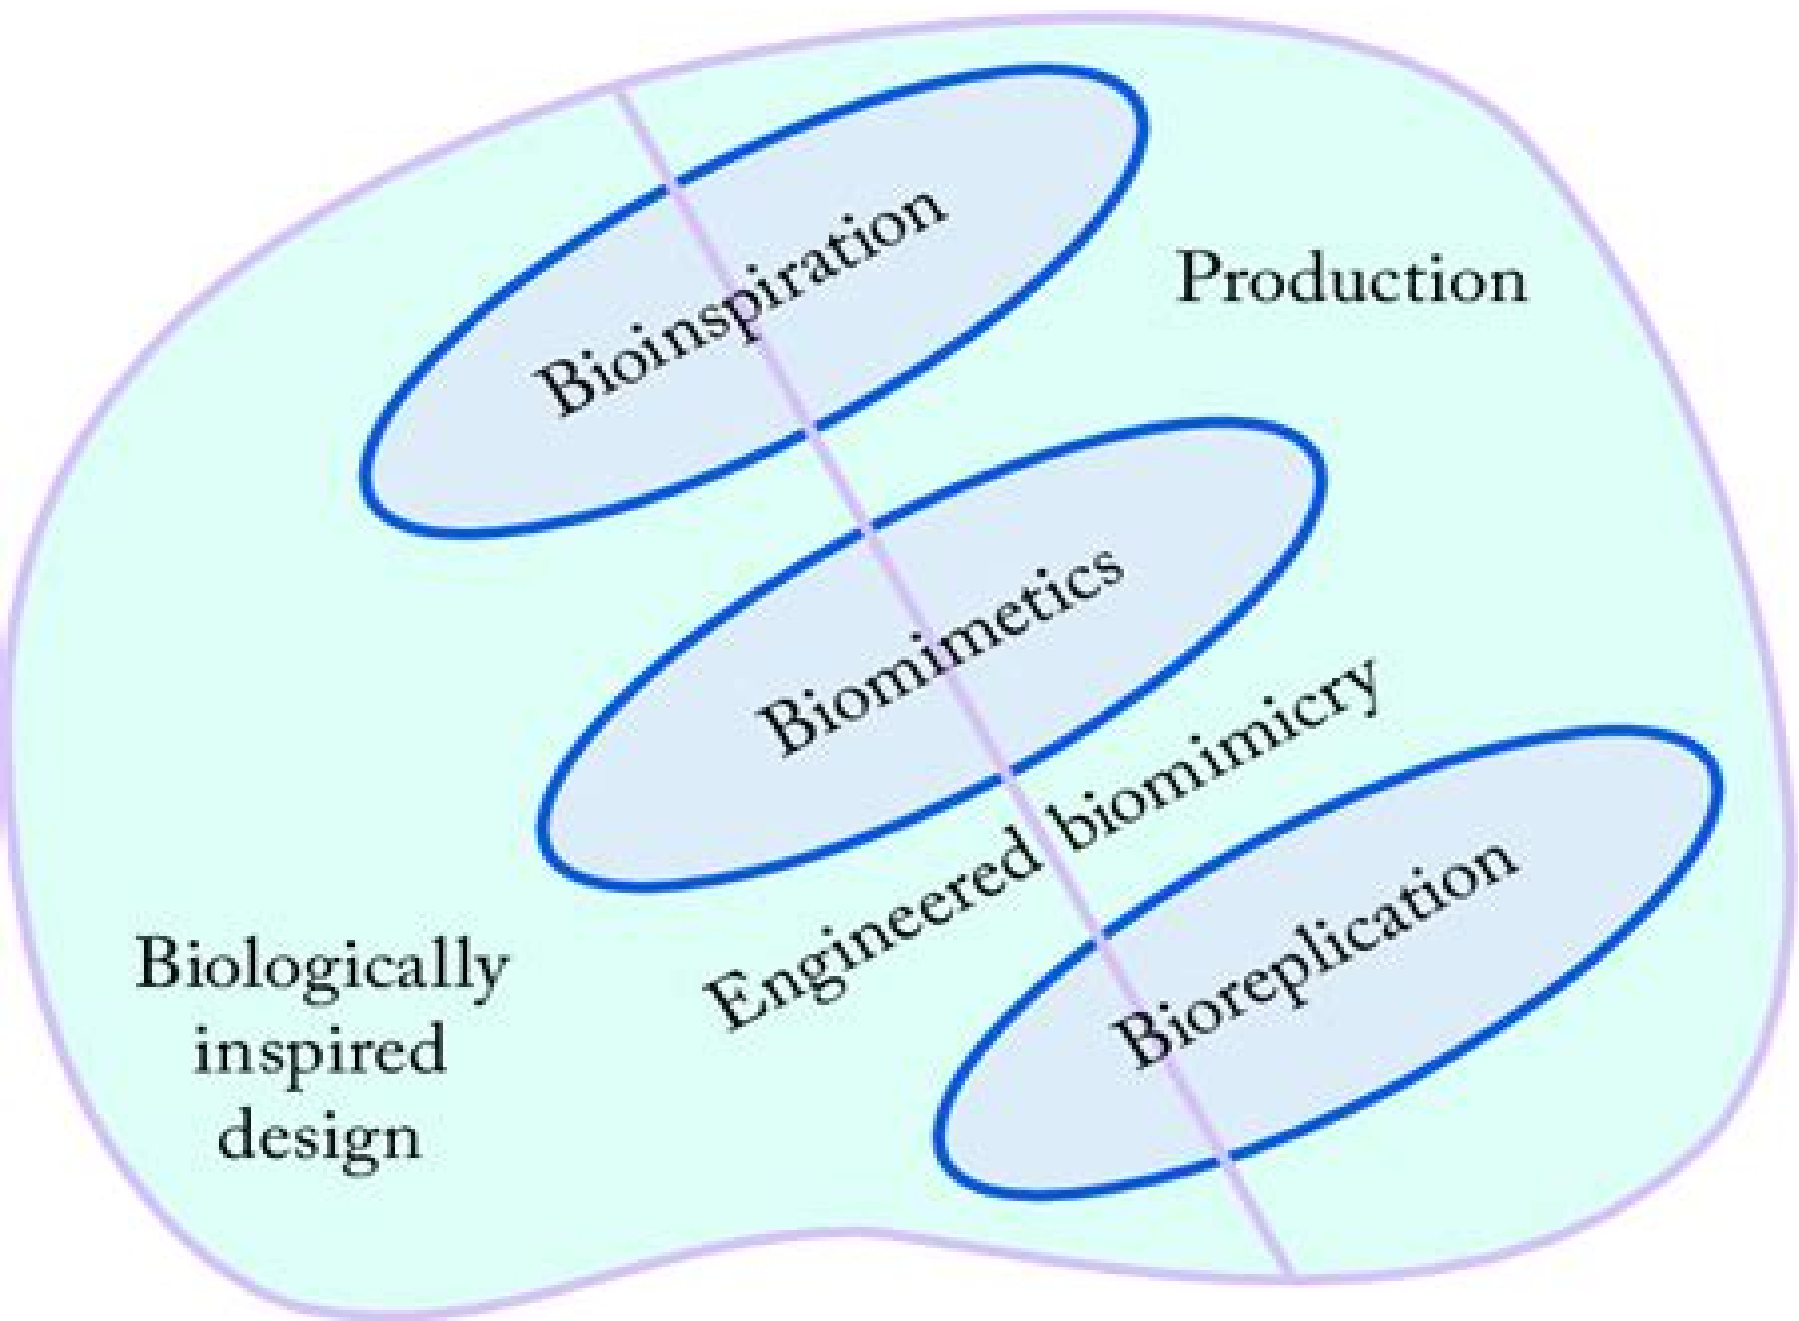 Bioinspiration
Production
Biomimetics
Engineered biomimicry
Bioreplication
Biologically
inspired
design